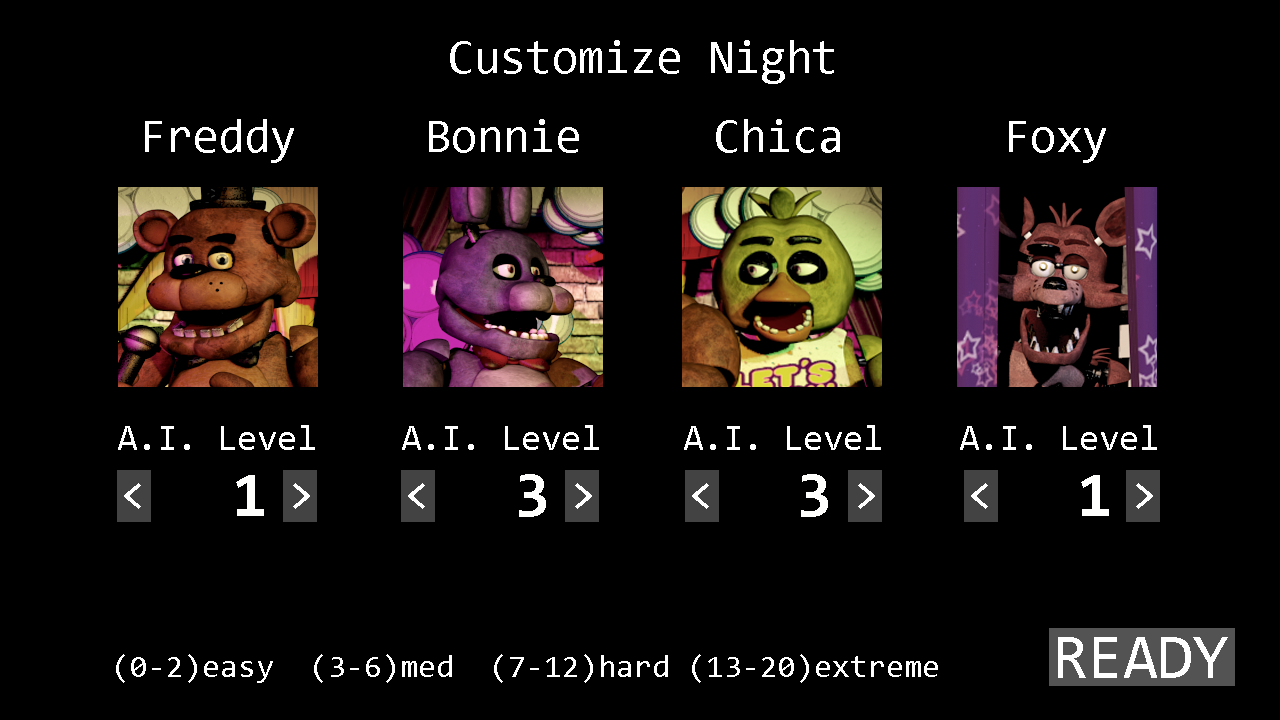 Customize Night
Freddy Bonnie Chica Foxy
LET'S
A.I. Level A.I. Level A.I. Level A.I. Level
< 1 > < 3 > < 3 > < 1 >
(0-2)easy (3-6)med (7-12)hard (13-20)extreme
READY